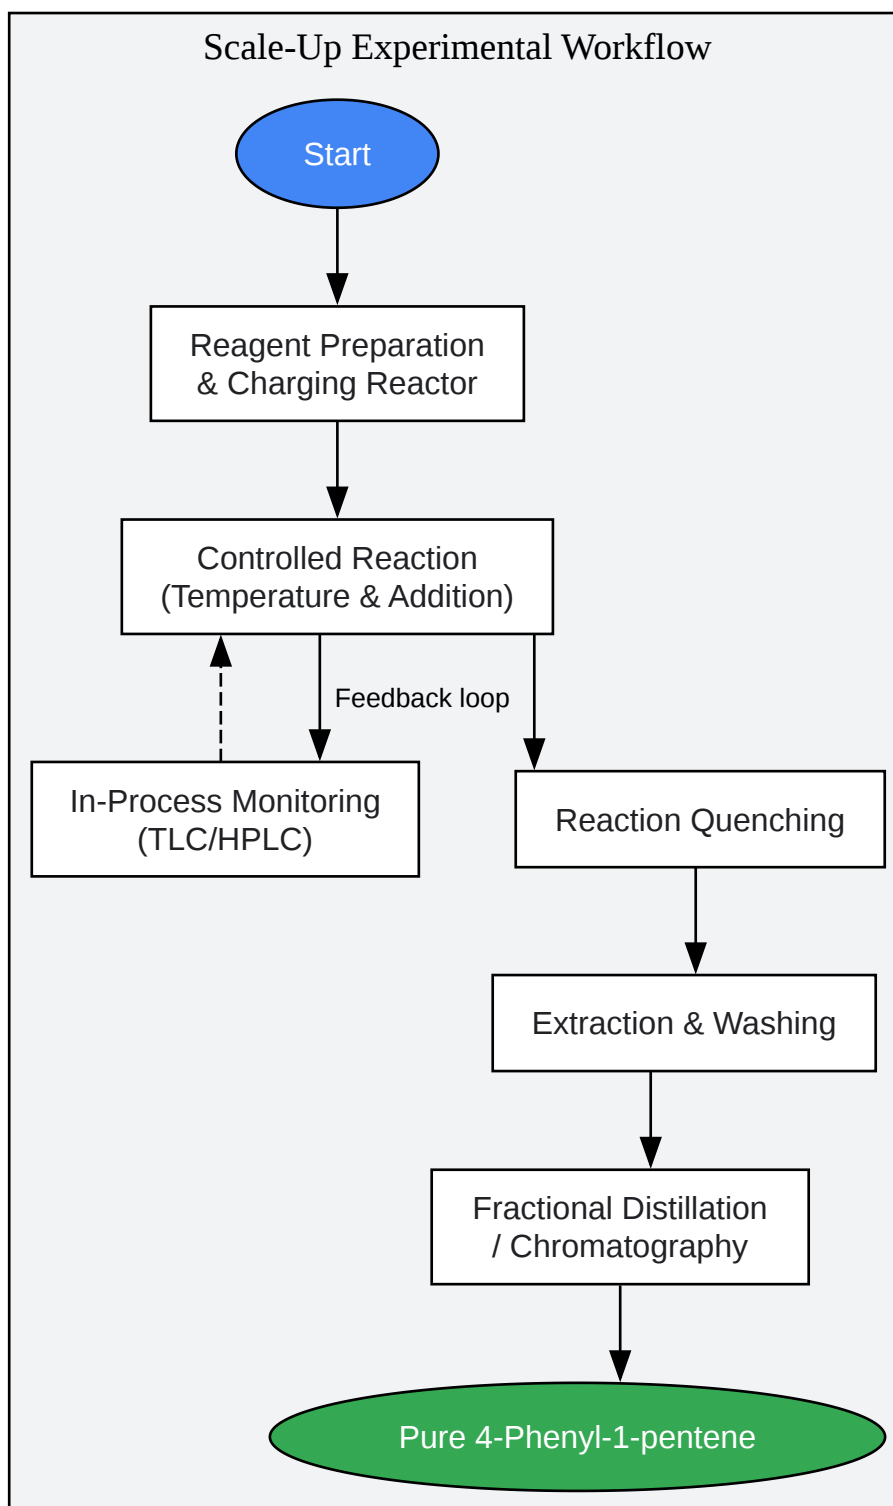 Scale-Up Experimental Workflow
Start
Reagent Preparation
& Charging Reactor
Controlled Reaction
(Temperature & Addition)
Feedback loop
In-Process Monitoring
(TLC/HPLC)
Reaction Quenching
Extraction & Washing
Fractional Distillation
/ Chromatography
Pure 4-Phenyl-1-pentene